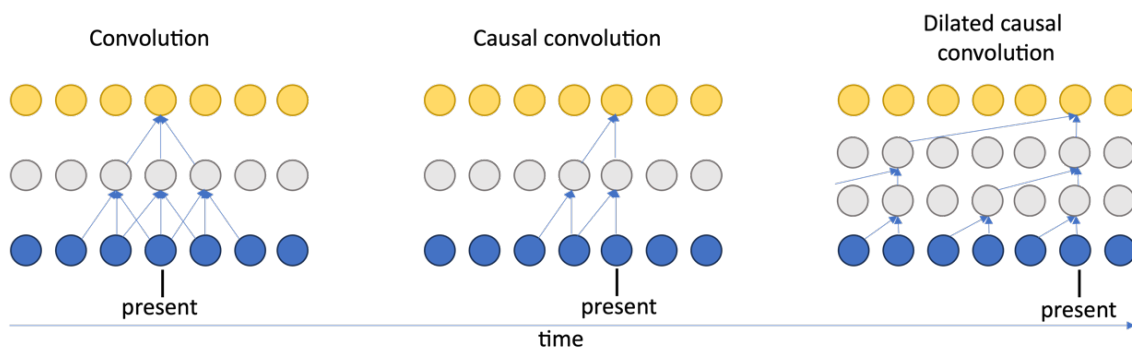 Convolution
Causal convolution
Dilated causal
convolution
present
present
present
time